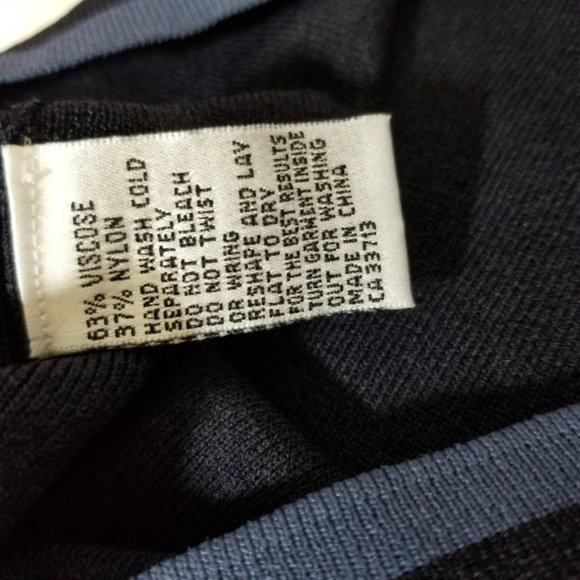 63% VISCOSE
37% NYLON
HAND WASH COLD
SEPARATELY
DO NOT BLEACH
DO NOT TWIST
OR WRING
RESHAPE AND LAY
FLAT TO DRY
FOR THE BEST RESULTS
TURN GARMENT INSIDE
OUT FOR WASHING
MADE IN CHINA
CA 33713